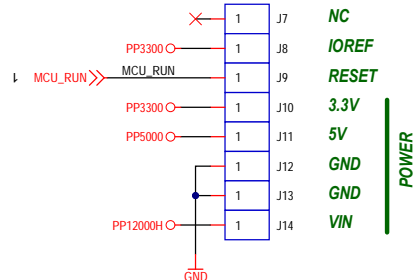 1 J7 NC
PP3300 1 J8 IOREF
1 MCU_RUN MCU_RUN 1 J9 RESET
PP3300 1 J10 3.3V
PP5000 1 J11 5V
1 J12 GND
1 J13 GND
PP12000H 1 J14 VIN
POWER
GND